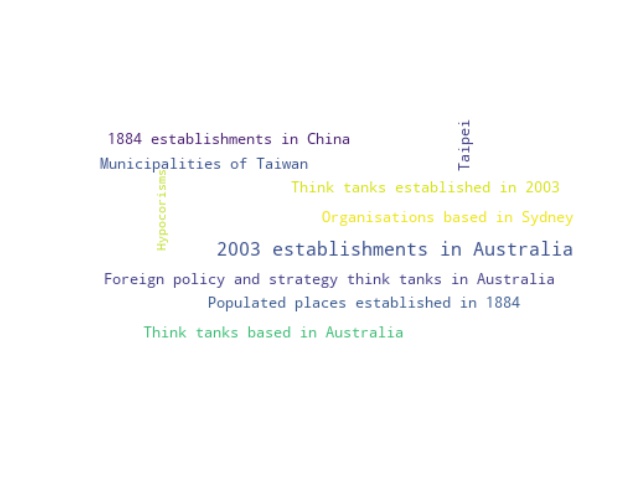 1884 establishments in China
Taipei
Municipalities of Taiwan
Hypocorisms
Think tanks established in 2003
Organisations based in Sydney
2003 establishments in Australia
Foreign policy and strategy think tanks in Australia
Populated places established in 1884
Think tanks based in Australia